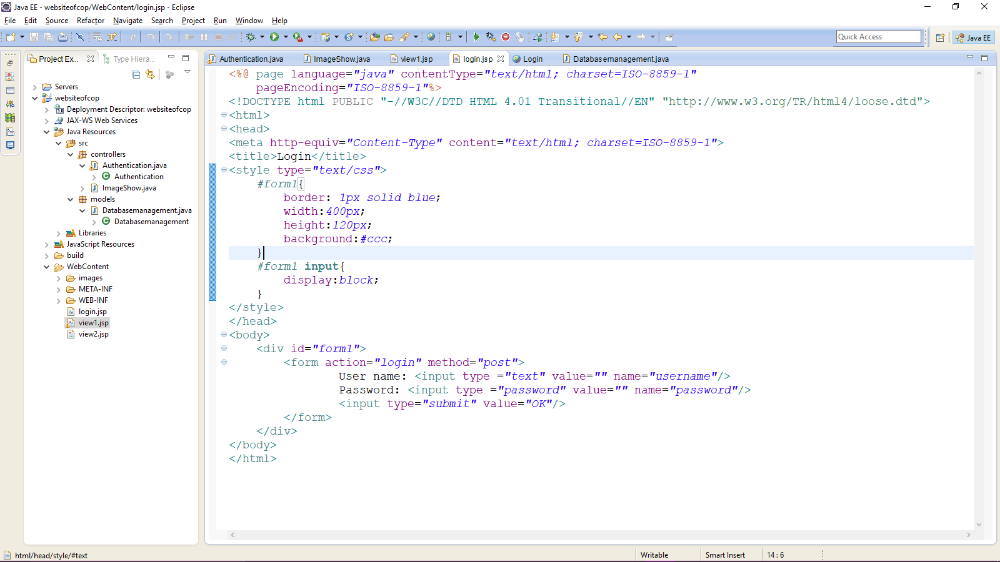 Java EE - websiteofcop/WebContent/login.jsp - Eclipse
File Edit Source Refactor Navigate Search Project Run Window Help
Quick Access
Java EE
Project Ex...
Type Hiera...
Authentication.java
ImageShow.java
view1.jsp
login.jsp
Login
Databasemanagement.java
Servers
websiteofcop
Deployment Descriptor: websiteofcop
JAX-WS Web Services
Java Resources
src
controllers
Authentication.java
Authentication
ImageShow.java
models
Databasemanagement.java
Databasemanagement
Libraries
JavaScript Resources
build
WebContent
images
META-INF
WEB-INF
login.jsp
view1.jsp
view2.jsp
<%@ page language="java" contentType="text/html; charset=ISO-8859-1"
pageEncoding="ISO-8859-1"%>
<!DOCTYPE html PUBLIC "-//W3C//DTD HTML 4.01 Transitional//EN" "http://www.w3.org/TR/html4/loose.dtd">
<html>
<head>
<meta http-equiv="Content-Type" content="text/html; charset=ISO-8859-1">
<title>Login</title>
<style type="text/css">
#form1{
border: 1px solid blue;
width:400px;
height:120px;
background:#ccc;
}
#form1 input{
display:block;
}
</style>
</head>
<body>
<div id="form1">
<form action="login" method="post">
User name: <input type ="text" value="" name="username"/>
Password: <input type ="password" value="" name="password"/>
<input type="submit" value="OK"/>
</form>
</div>
</body>
</html>
html/head/style/#text
Writable
Smart Insert
14 : 6